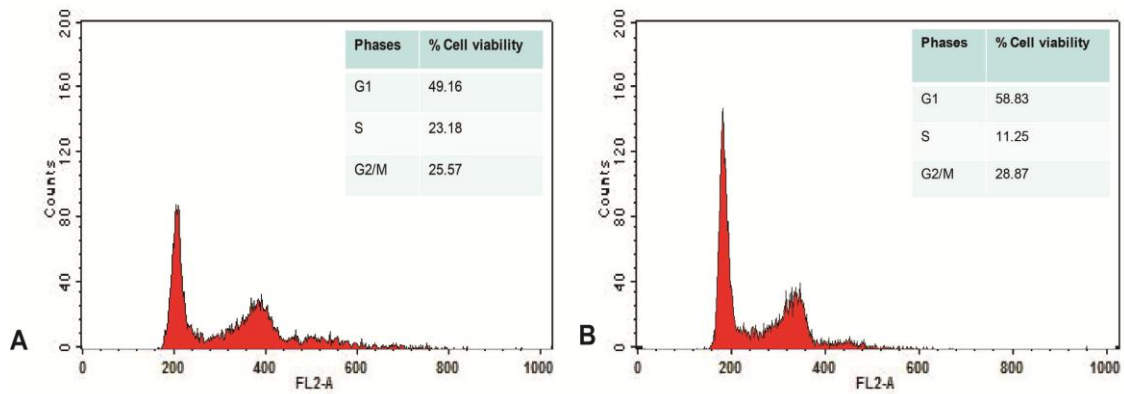 200
160
120
80
40
0
Counts
Phases % Cell viability
G1 49.16
S 23.18
G2/M 25.57
0 200 400 600 800 1000
FL2-A
A
200
160
120
80
40
0
Counts
Phases % Cell viability
G1 58.83
S 11.25
G2/M 28.87
0 200 400 600 800 1000
FL2-A
B